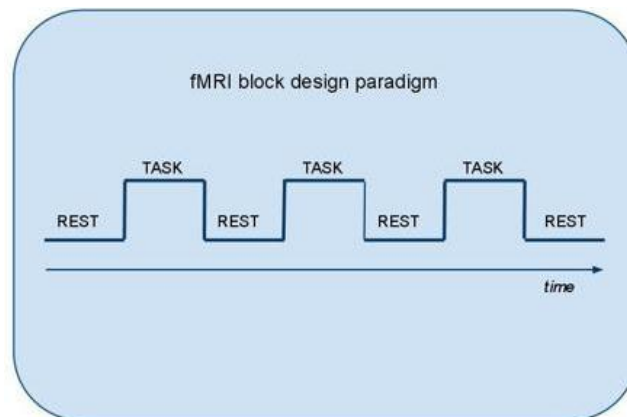 fMRI block design paradigm
TASK TASK TASK
REST REST REST REST
time